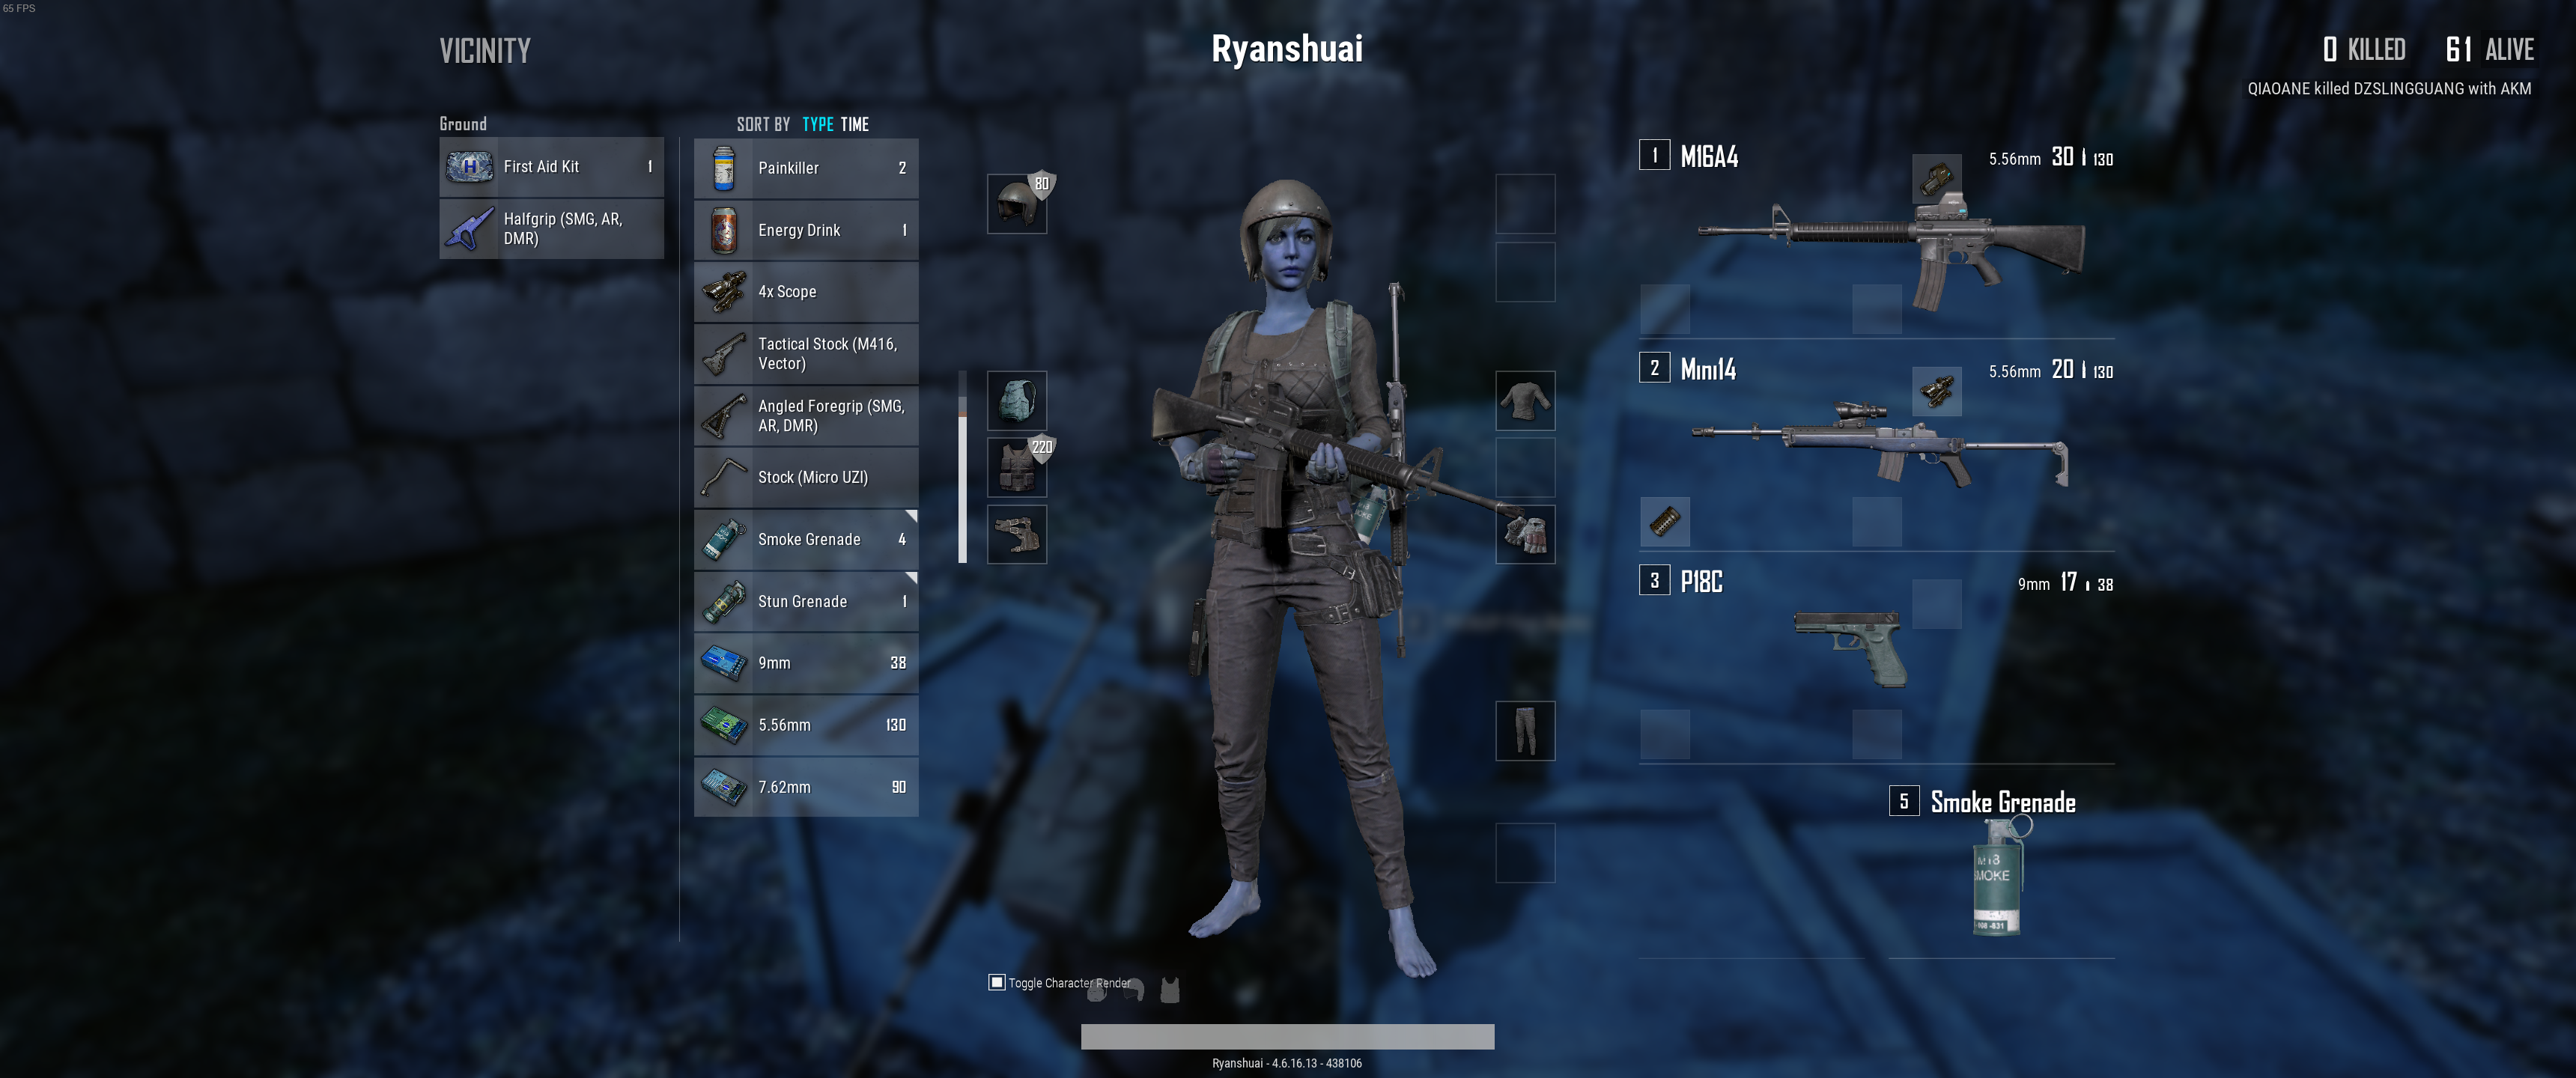 65 FPS
VICINITY
Ryanshuai
0 KILLED 61 ALIVE
QIAOANE killed DZSLINGGUANG with AKM
Ground
First Aid Kit 1
Halfgrip (SMG, AR,
DMR)
SORT BY TYPE TIME
Painkiller 2
Energy Drink 1
4x Scope
Tactical Stock (M416,
Vector)
Angled Foregrip (SMG,
AR, DMR)
Stock (Micro UZI)
Smoke Grenade 4
Stun Grenade 1
9mm 38
5.56mm 130
7.62mm 90
80
220
1 M16A4 5.56mm 30 130
2 Mini14 5.56mm 20 130
3 P18C 9mm 17 38
5 Smoke Grenade
M18
SMOKE
Toggle Character Render
Ryanshuai - 4.6.16.13 - 438106